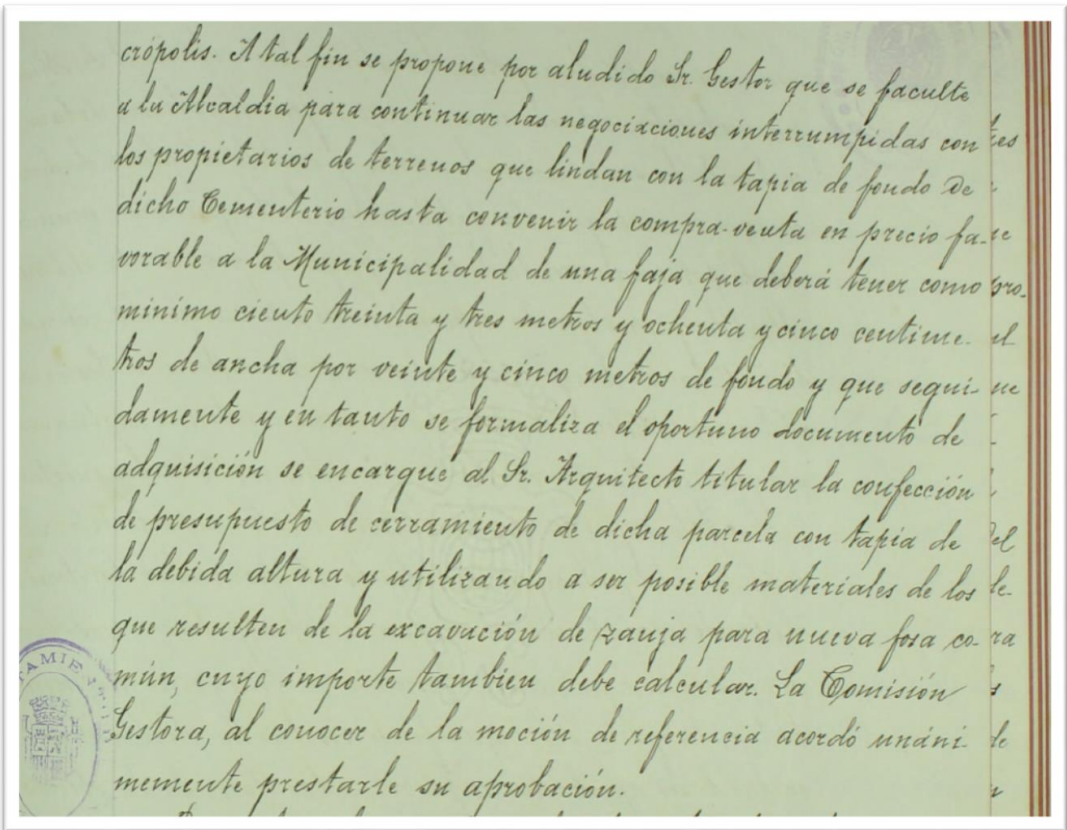 crópolis. A tal fin se propone por aludido Sr. Gestor que se faculte
a la Alcaldia para continuar las negociaciones interrumpidas con
los propietarios de terrenos que lindan con la tapia de fondo de
dicho Cementerio hasta convenir la compra-venta en precio fa-
vorable a la Municipalidad de una faja que deberá tener como
minimo ciento treinta y tres metros y ochenta y cinco centime-
tros de ancha por veinte y cinco metros de fondo y que segui-
damente y en tanto se formaliza el oportuno documento de
adquisición se encargue al Sr. Arquitecto titular la confección
de presupuesto de cerramiento de dicha parcela con tapia de
la debida altura y utilizando a ser posible materiales de los
que resulten de la excavación de zanja para nueva fosa co-
mún, cuyo importe tambien debe calcular. La Comisión
Gestora, al conocer de la moción de referencia acordó unáni-
memente prestarle su aprobación.
TAMIE